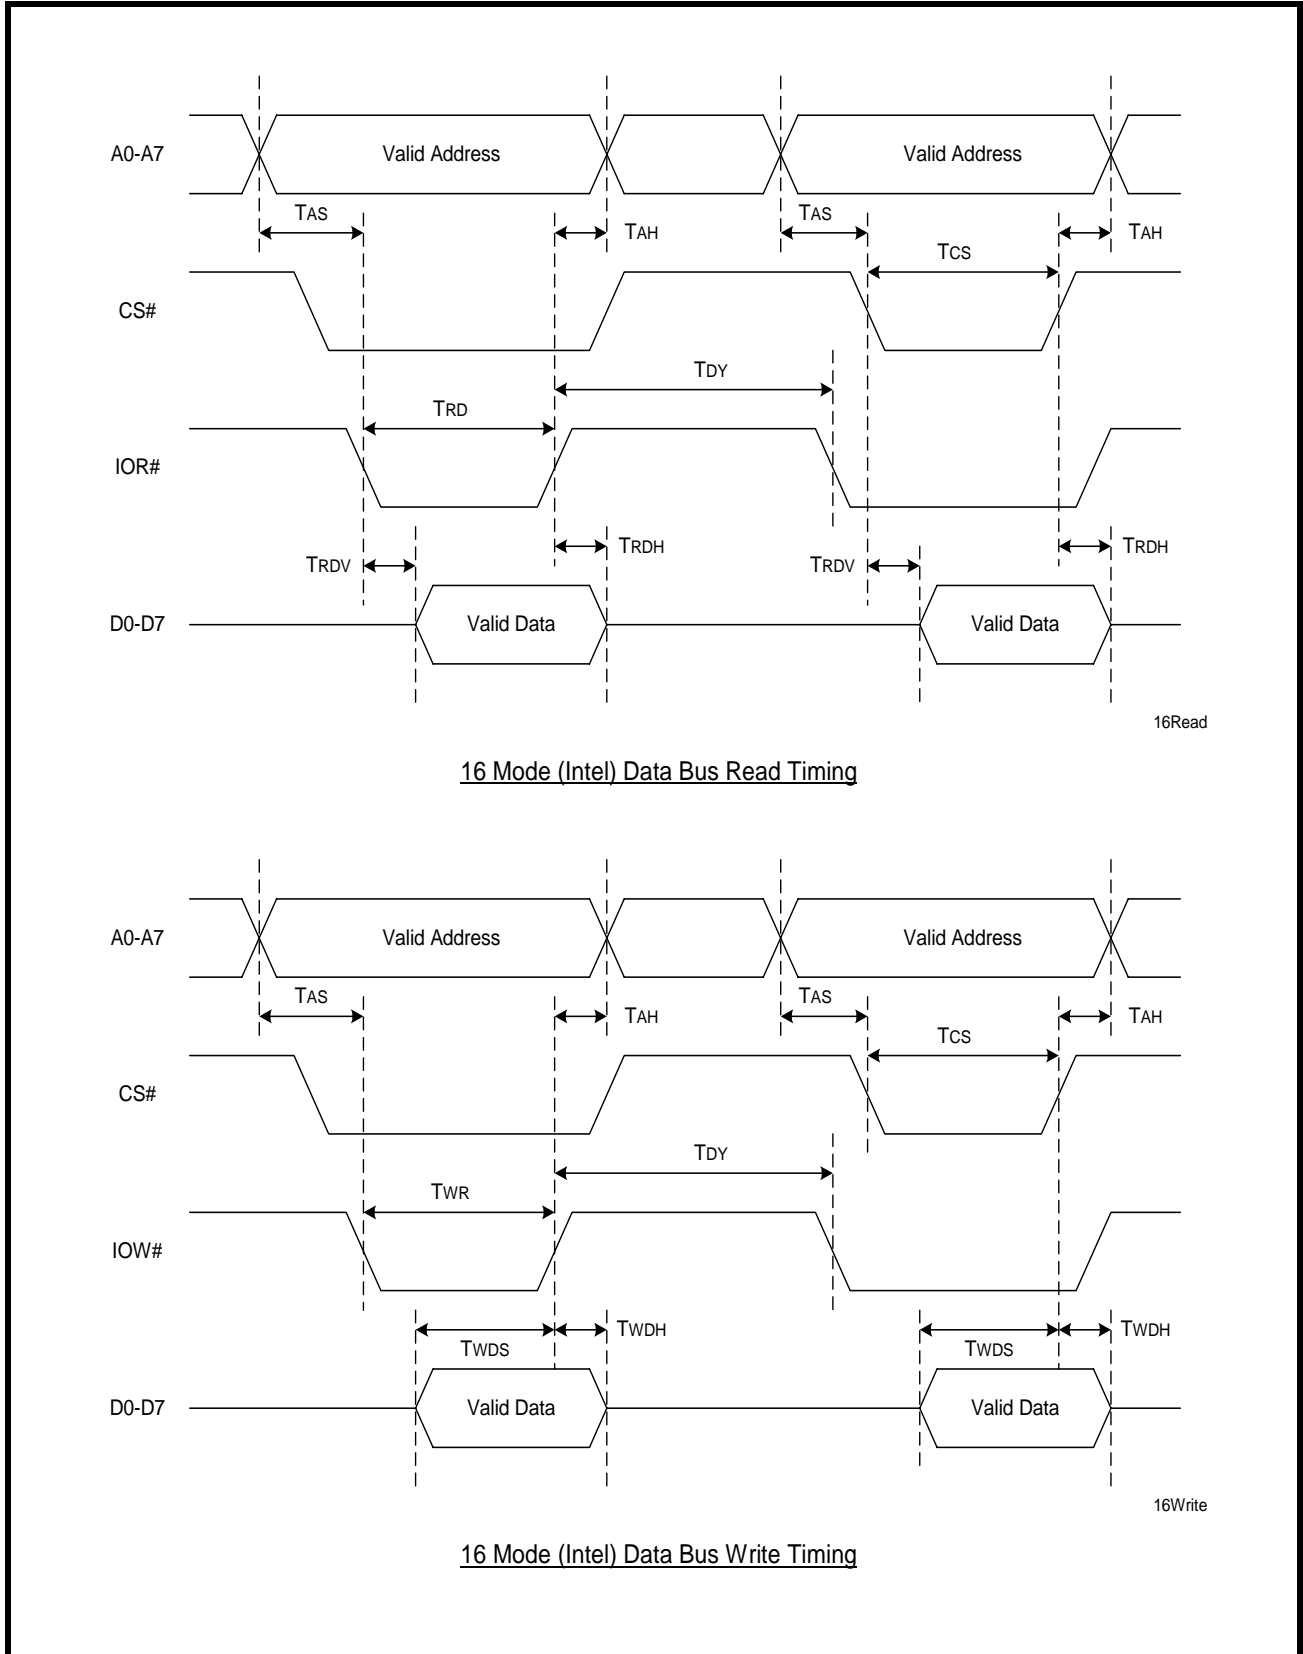 A0-A7
Valid Address
Valid Address
TAS
TAH
TAS
TAH
TCS
CS#
TDY
TRD
IOR#
TRDV
TRDH
TRDV
TRDH
D0-D7
Valid Data
Valid Data
16Read
16 Mode (Intel) Data Bus Read Timing
A0-A7
Valid Address
Valid Address
TAS
TAH
TAS
TAH
TCS
CS#
TDY
TWR
IOW#
TWDS
TWDH
TWDS
TWDH
D0-D7
Valid Data
Valid Data
16Write
16 Mode (Intel) Data Bus Write Timing